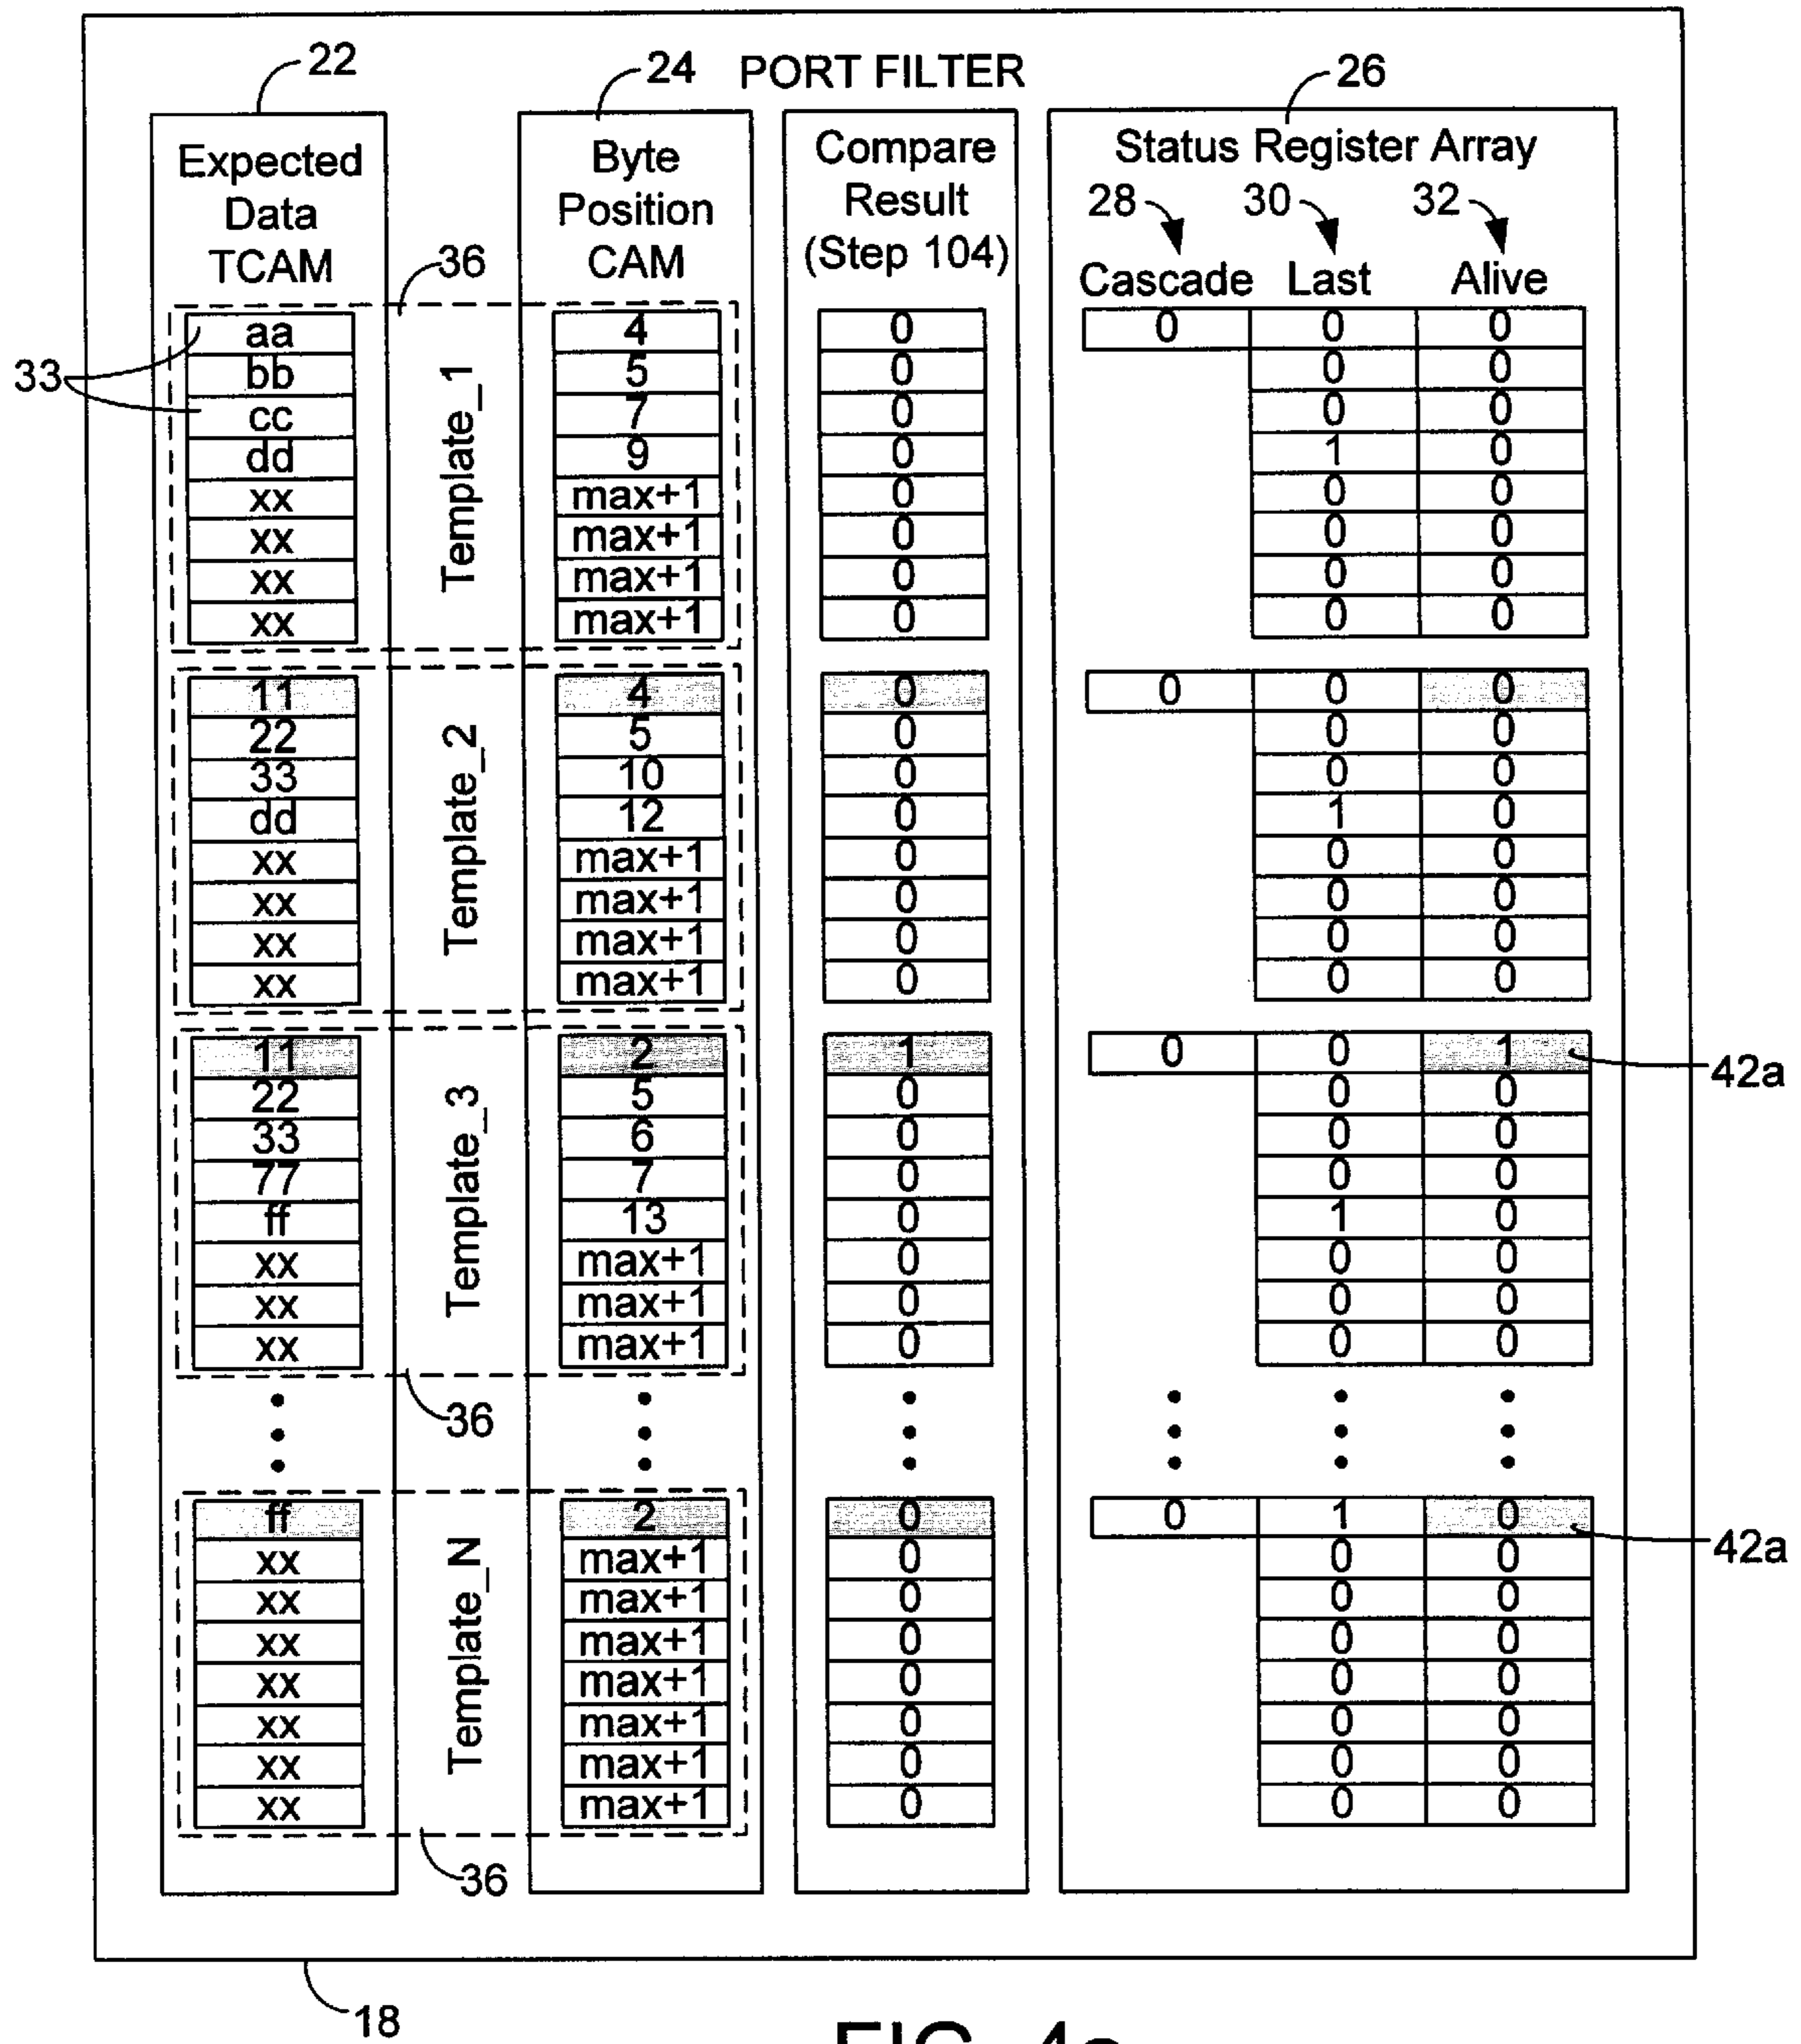 22
24
PORT FILTER
26
Expected Data TCAM
Byte Position CAM
Compare Result (Step 104)
Status Register Array
28 30 32
Cascade Last Alive
36
33
Template_1
aa 4 0 0 0 0
bb 5 0 0 0
cc 7 0 0 0
dd 9 0 1 0
xx max+1 0 0 0
xx max+1 0 0 0
xx max+1 0 0 0
xx max+1 0 0 0
Template_2
11 4 0 0 0 0
22 5 0 0 0
33 10 0 0 0
dd 12 0 1 0
xx max+1 0 0 0
xx max+1 0 0 0
xx max+1 0 0 0
xx max+1 0 0 0
Template_3
11 2 1 0 0 1 42a
22 5 0 0 0
33 6 0 0 0
77 7 0 0 0
ff 13 0 1 0
xx max+1 0 0 0
xx max+1 0 0 0
xx max+1 0 0 0
36
Template_N
ff 2 0 0 1 0 42a
xx max+1 0 0 0
xx max+1 0 0 0
xx max+1 0 0 0
xx max+1 0 0 0
xx max+1 0 0 0
xx max+1 0 0 0
xx max+1 0 0 0
36
18